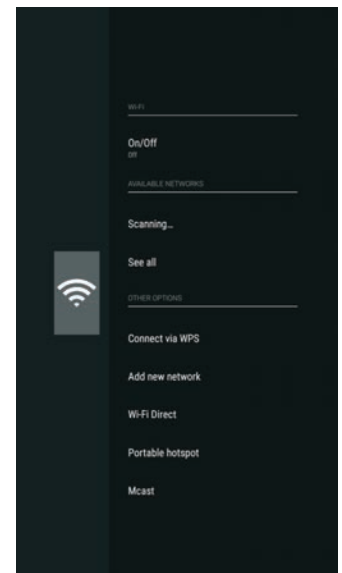 Wi-Fi
On/Off
Off
AVAILABLE NETWORKS
Scanning...
See all
OTHER OPTIONS
Connect via WPS
Add new network
Wi-Fi Direct
Portable hotspot
Mcast